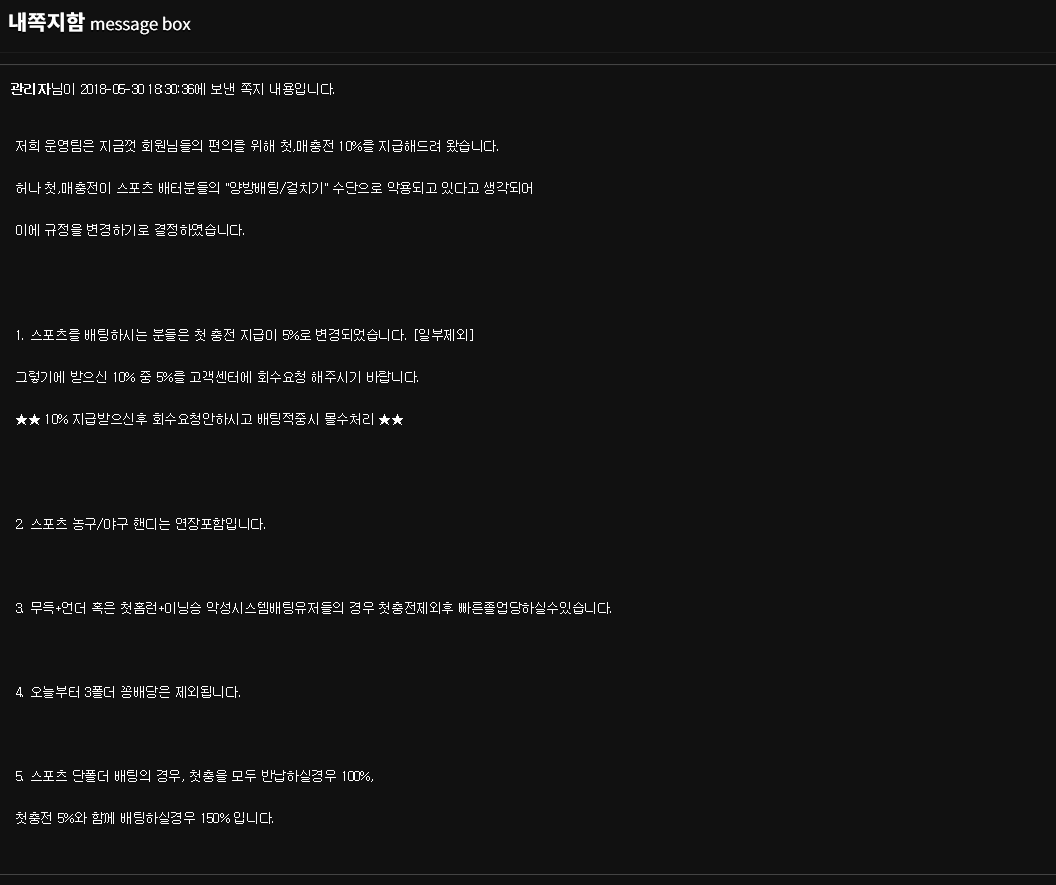 내쪽지함 message box
관리자님이 2018-05-30 18:30:36에 보낸 쪽지 내용입니다.
저희 운영팀은 지금껏 회원님들의 편의를 위해 첫,매충전 10%를 지급해드려 왔습니다.
허나 첫,매충전이 스포츠 배터분들의 "양방배팅/걸치기" 수단으로 악용되고 있다고 생각되어
이에 규정을 변경하기로 결정하였습니다.
1. 스포츠를 배팅하시는 분들은 첫 충전 지급이 5%로 변경되었습니다. [일부제외]
그렇기에 받으신 10% 중 5%를 고객센터에 회수요청 해주시기 바랍니다.
★★ 10% 지급받으신후 회수요청안하시고 배팅적중시 몰수처리 ★★
2. 스포츠 농구/야구 핸디는 연장포함입니다.
3. 무득+언더 혹은 첫홈런+이닝승 악성시스템배팅유저들의 경우 첫충전제외후 빠른졸업당하실수있습니다.
4. 오늘부터 3폴더 꽁배당은 제외됩니다.
5. 스포츠 단폴더 배팅의 경우, 첫충을 모두 반납하실경우 100%,
첫충전 5%와 함께 배팅하실경우 150% 입니다.